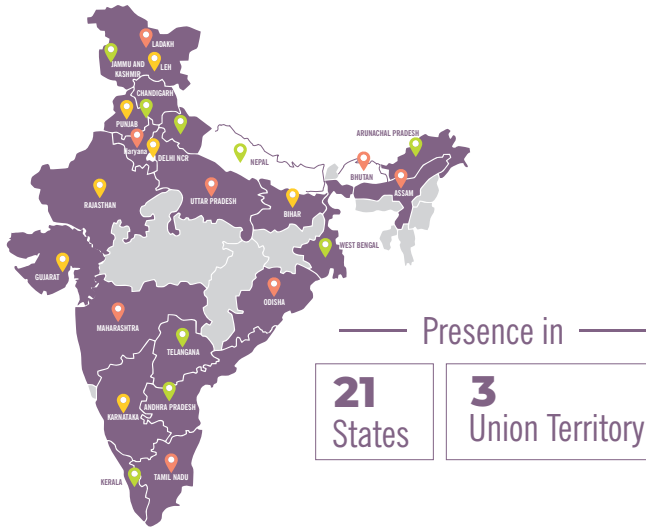 LADAKH
JAMMU AND
KASHMIR
LEH
CHANDIGARH
PUNJAB
Haryana
DELHI NCR
NEPAL
ARUNACHAL PRADESH
BHUTAN
ASSAM
RAJASTHAN
UTTAR PRADESH
BIHAR
WEST BENGAL
GUJARAT
ODISHA
MAHARASHTRA
TELANGANA
ANDHRA PRADESH
KARNATAKA
KERALA
TAMIL NADU
Presence in
21
States
3
Union Territory